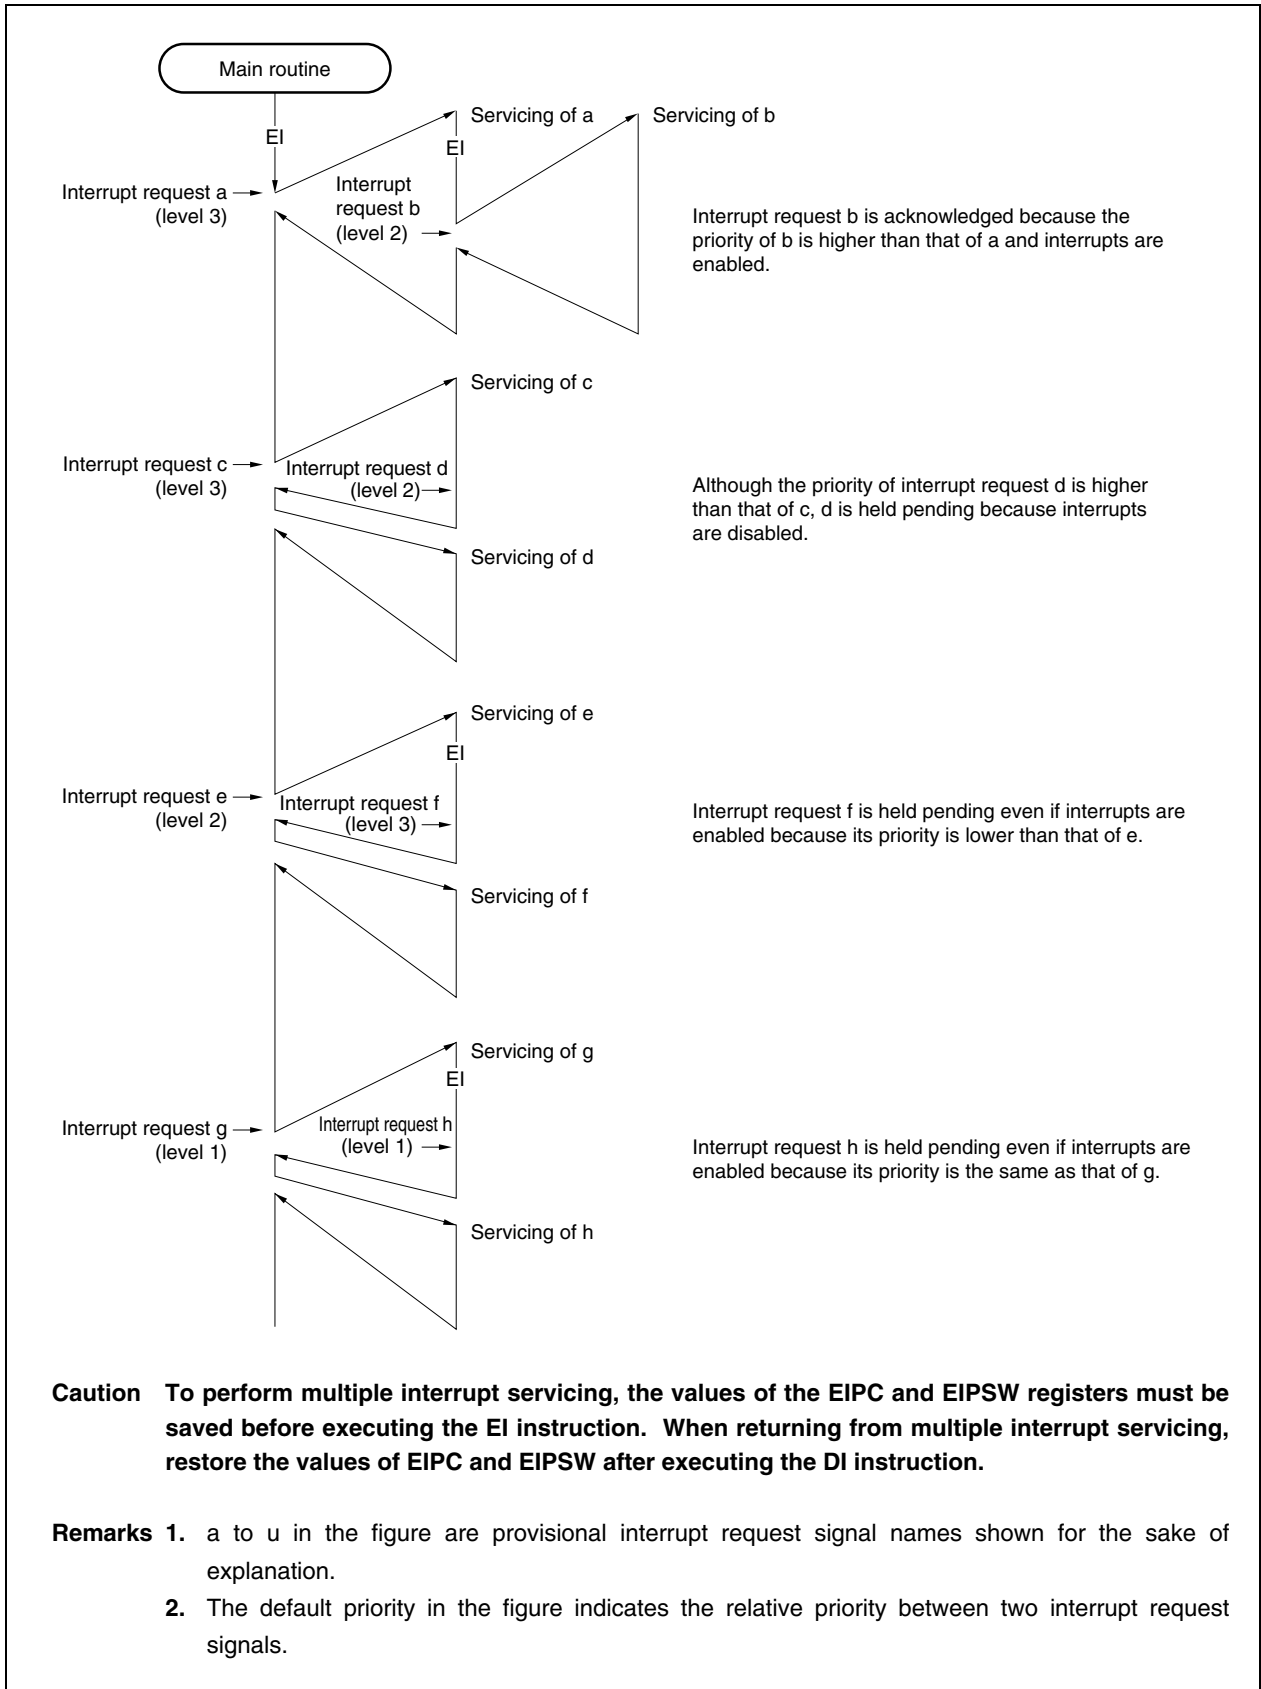 Main routine
EI
Servicing of a
Servicing of b
EI
Interrupt request a
(level 3)
Interrupt
request b
(level 2)
Interrupt request b is acknowledged because the
priority of b is higher than that of a and interrupts are
enabled.
Servicing of c
Interrupt request c
(level 3)
Interrupt request d
(level 2)
Although the priority of interrupt request d is higher
than that of c, d is held pending because interrupts
are disabled.
Servicing of d
Servicing of e
EI
Interrupt request e
(level 2)
Interrupt request f
(level 3)
Interrupt request f is held pending even if interrupts are
enabled because its priority is lower than that of e.
Servicing of f
Servicing of g
EI
Interrupt request g
(level 1)
Interrupt request h
(level 1)
Interrupt request h is held pending even if interrupts are
enabled because its priority is the same as that of g.
Servicing of h
Caution To perform multiple interrupt servicing, the values of the EIPC and EIPSW registers must be
saved before executing the EI instruction. When returning from multiple interrupt servicing,
restore the values of EIPC and EIPSW after executing the DI instruction.
Remarks 1. a to u in the figure are provisional interrupt request signal names shown for the sake of
explanation.
2. The default priority in the figure indicates the relative priority between two interrupt request
signals.